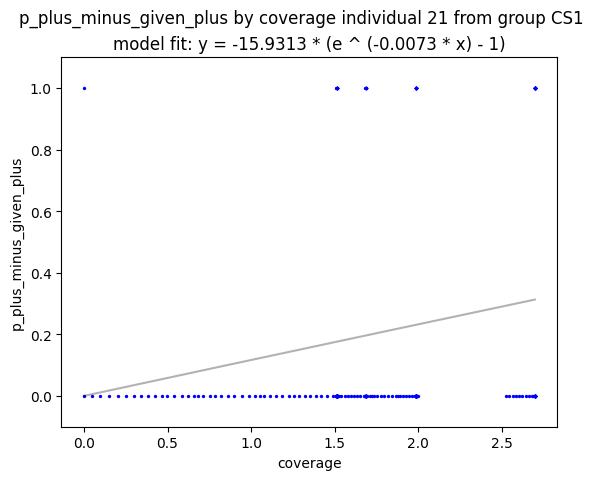 p_plus_minus_given_plus by coverage individual 21 from group CS1
model fit: y = -15.9313 * (e ^ (-0.0073 * x) - 1)
1.0
0.8
0.6
0.4
0.2
0.0
p_plus_minus_given_plus
0.0 0.5 1.0 1.5 2.0 2.5
coverage